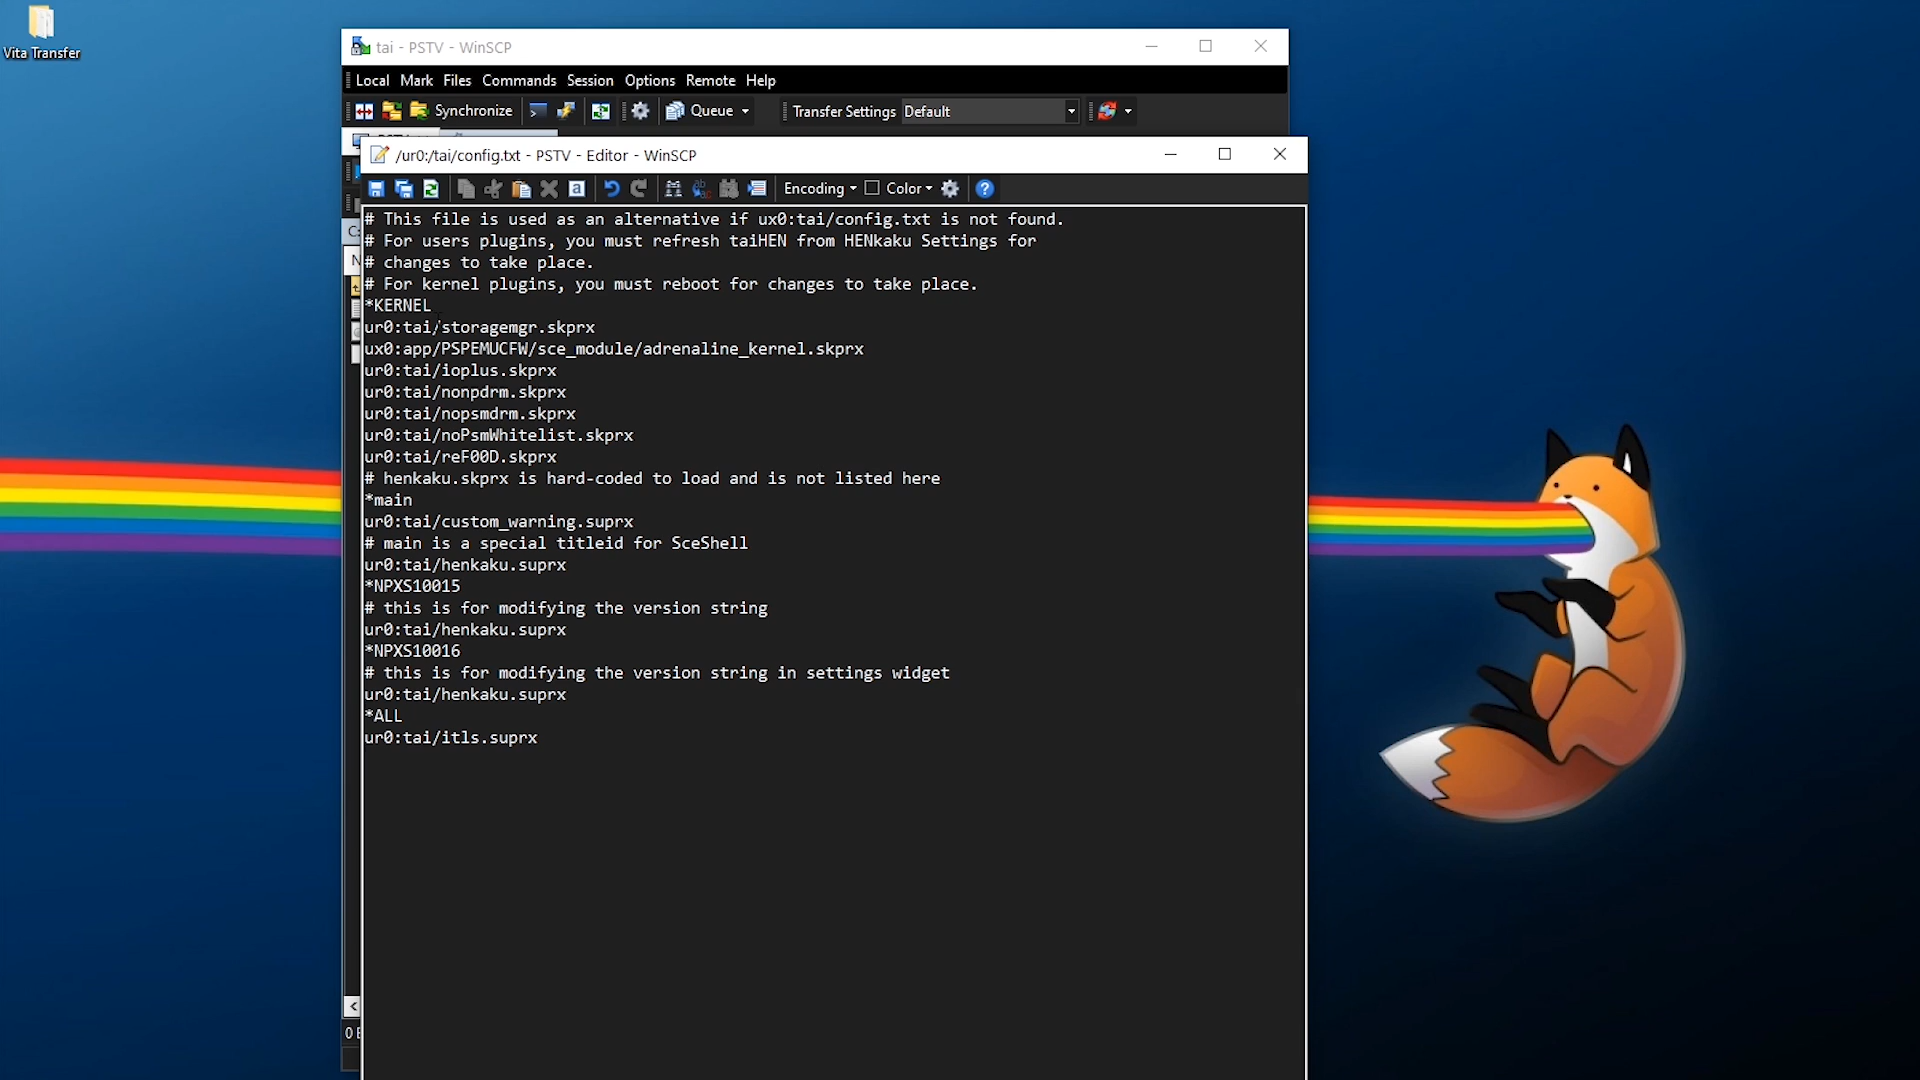 Vita Transfer
tai - PSTV - WinSCP
Local Mark Files Commands Session Options Remote Help
Synchronize Queue Transfer Settings Default
/ur0:/tai/config.txt - PSTV - Editor - WinSCP
Encoding Color
# This file is used as an alternative if ux0:tai/config.txt is not found.
# For users plugins, you must refresh taiHEN from HENkaku Settings for
# changes to take place.
# For kernel plugins, you must reboot for changes to take place.
*KERNEL
ur0:tai/storagemgr.skprx
ux0:app/PSPEMUCFW/sce_module/adrenaline_kernel.skprx
ur0:tai/ioplus.skprx
ur0:tai/nonpdrm.skprx
ur0:tai/nopsmdrm.skprx
ur0:tai/noPsmWhitelist.skprx
ur0:tai/reF00D.skprx
# henkaku.skprx is hard-coded to load and is not listed here
*main
ur0:tai/custom_warning.suprx
# main is a special titleid for SceShell
ur0:tai/henkaku.suprx
*NPXS10015
# this is for modifying the version string
ur0:tai/henkaku.suprx
*NPXS10016
# this is for modifying the version string in settings widget
ur0:tai/henkaku.suprx
*ALL
ur0:tai/itls.suprx